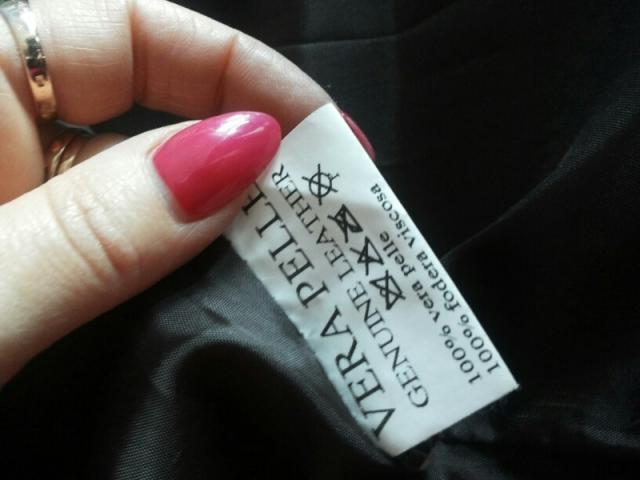 VERA PELLE
GENUINE LEATHER
100% vera pelle
100% fodera viscosa